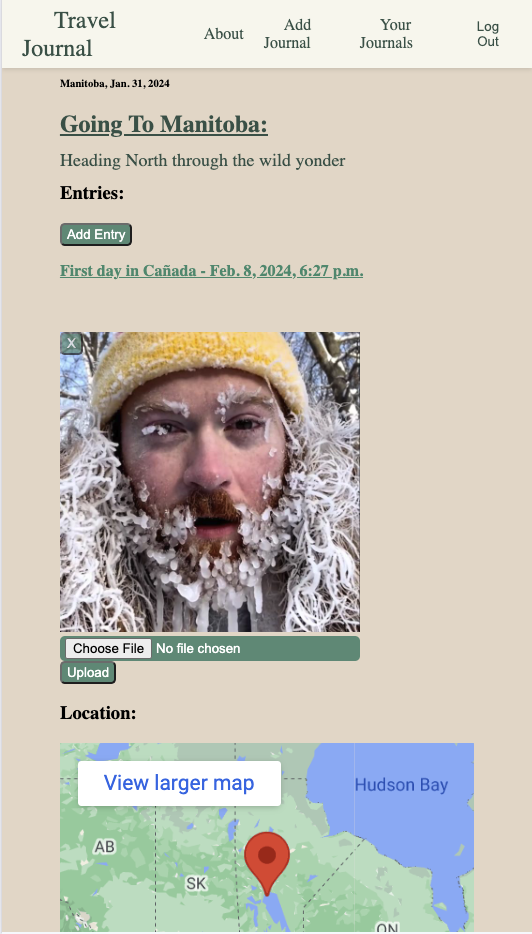 Travel
Journal
About
Add
Journal
Your
Journals
Log
Out
Manitoba, Jan. 31, 2024
Going To Manitoba:
Heading North through the wild yonder
Entries:
Add Entry
First day in Cañada - Feb. 8, 2024, 6:27 p.m.
X
Choose File No file chosen
Upload
Location:
View larger map
Hudson Bay
AB
SK
ON